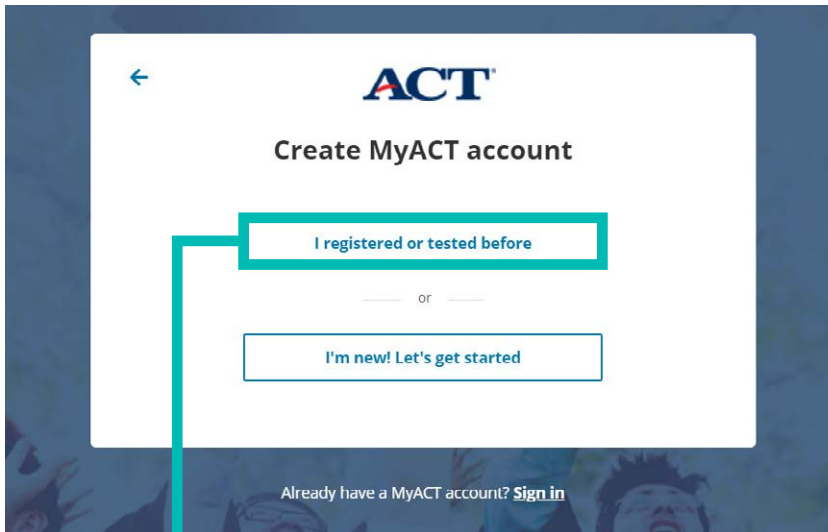 ACT
Create MyACT account
I registered or tested before
or
I'm new! Let's get started
Already have a MyACT account? Sign in